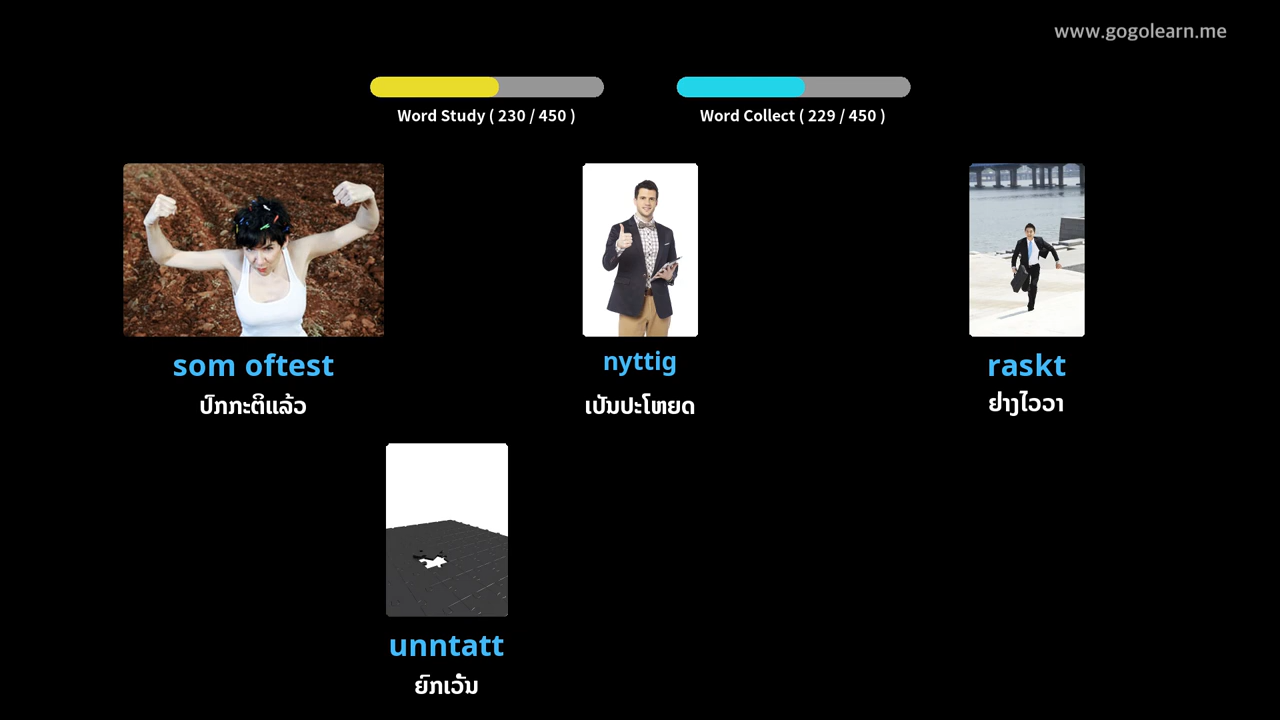 www.gogolearn.me
Word Study ( 230 / 450 )
Word Collect ( 229 / 450 )
som oftest
ປົກກະຕິແລ້ວ
nyttig
ເປັນປະໂຫຍດ
raskt
ຢ່າງໄວວາ
unntatt
ຍົກເວັ້ນ